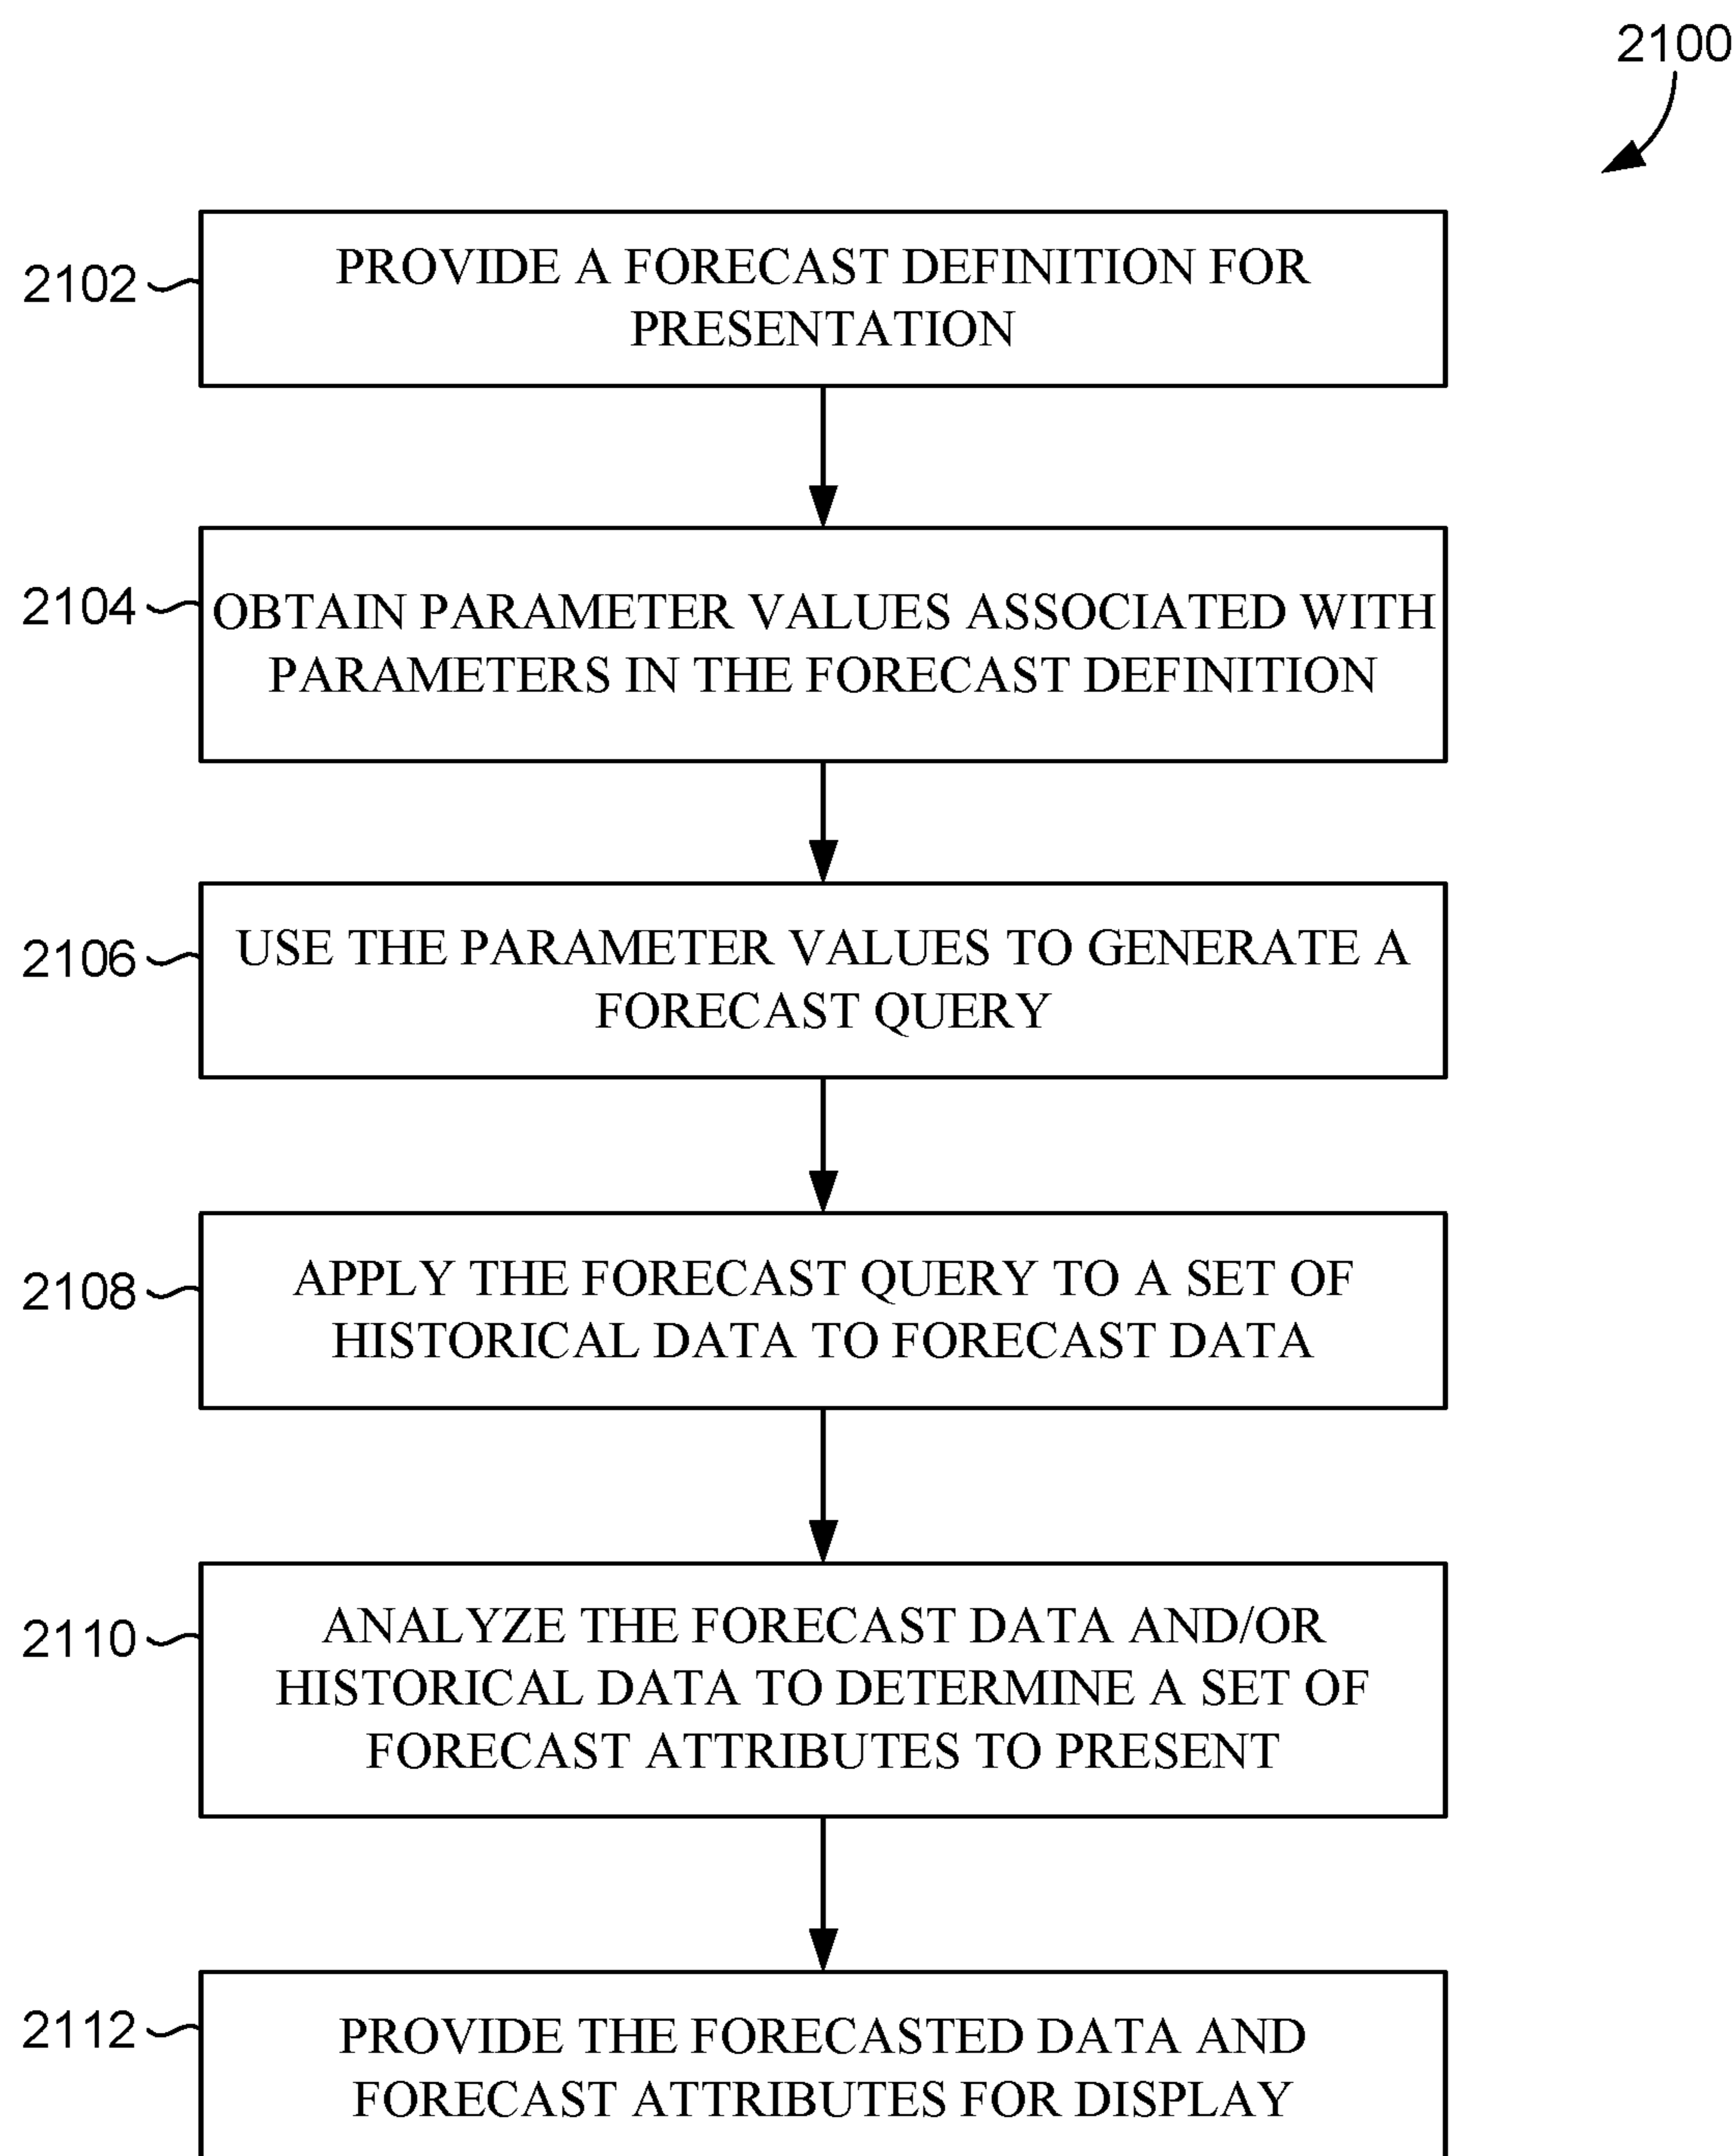 2100
2102
PROVIDE A FORECAST DEFINITION FOR
PRESENTATION
2104
OBTAIN PARAMETER VALUES ASSOCIATED WITH
PARAMETERS IN THE FORECAST DEFINITION
2106
USE THE PARAMETER VALUES TO GENERATE A
FORECAST QUERY
2108
APPLY THE FORECAST QUERY TO A SET OF
HISTORICAL DATA TO FORECAST DATA
2110
ANALYZE THE FORECAST DATA AND/OR
HISTORICAL DATA TO DETERMINE A SET OF
FORECAST ATTRIBUTES TO PRESENT
2112
PROVIDE THE FORECASTED DATA AND
FORECAST ATTRIBUTES FOR DISPLAY